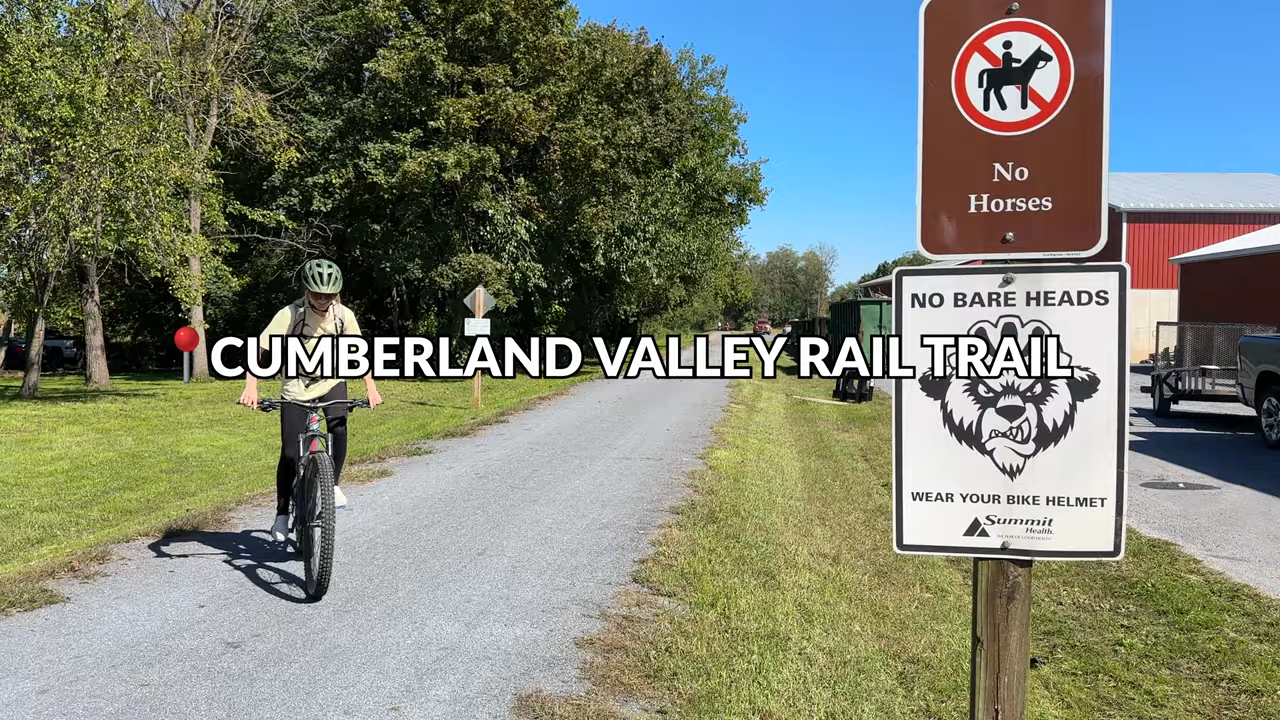 No
Horses
NO BARE HEADS
CUMBERLAND VALLEY RAIL TRAIL
WEAR YOUR BIKE HELMET
Summit
Health.